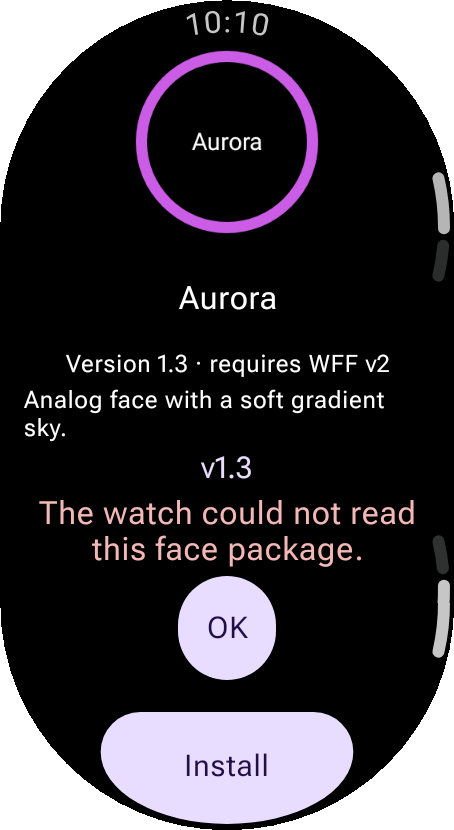 10:10
Aurora
Aurora
Version 1.3 · requires WFF v2
Analog face with a soft gradient
sky.
v1.3
The watch could not read
this face package.
OK
Install